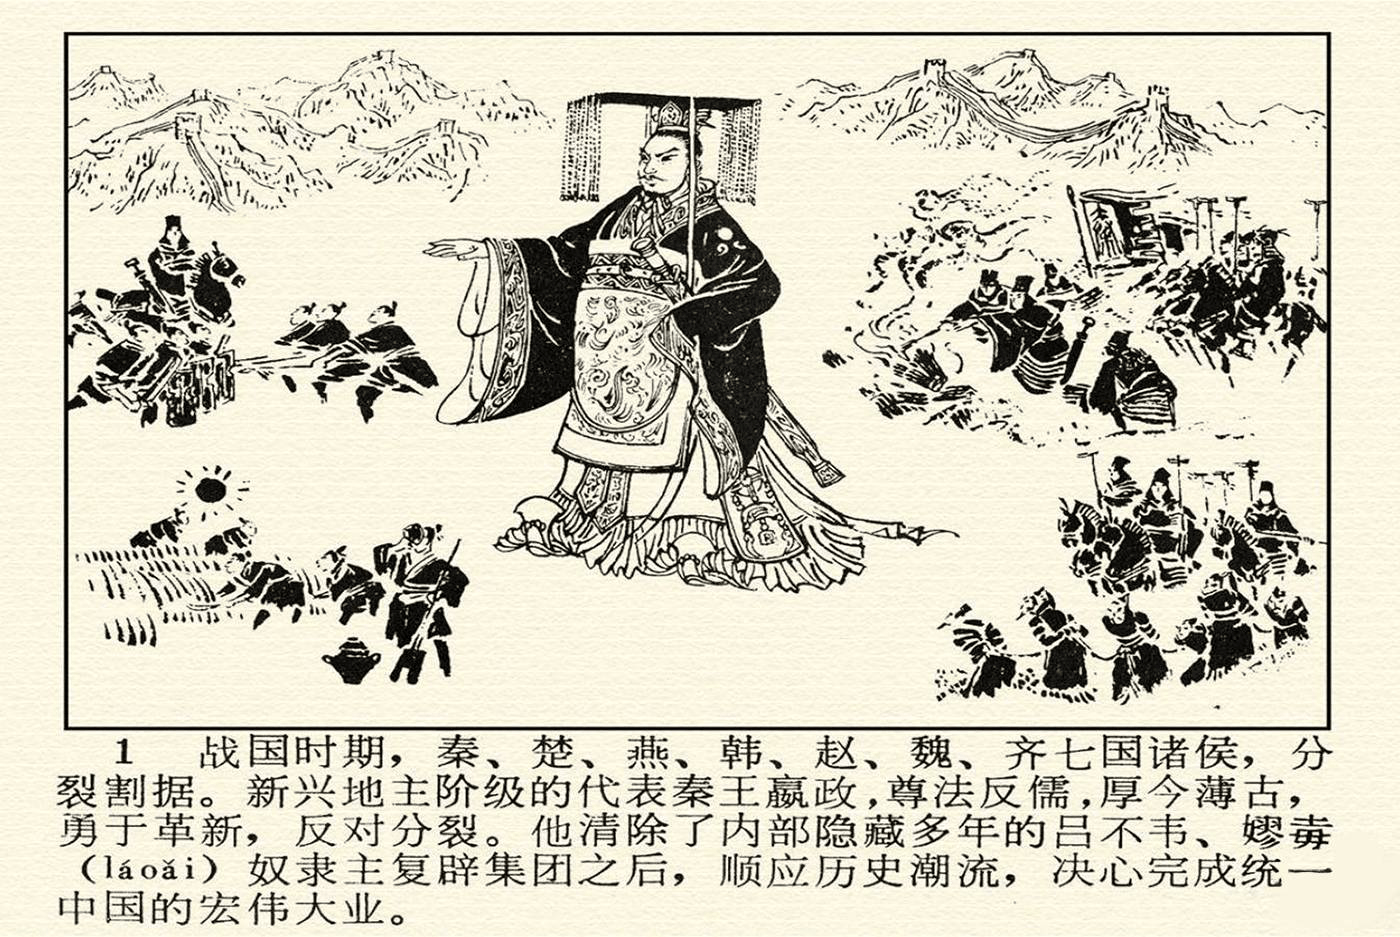 1 战国时期，秦、楚、燕、韩、赵、魏、齐七国诸侯，分
裂割据。新兴地主阶级的代表秦王嬴政，尊法反儒，厚今薄古，
勇于革新，反对分裂。他清除了内部隐藏多年的吕不韦、嫪毐
（láoǎi）奴隶主复辟集团之后，顺应历史潮流，决心完成统一
中国的宏伟大业。